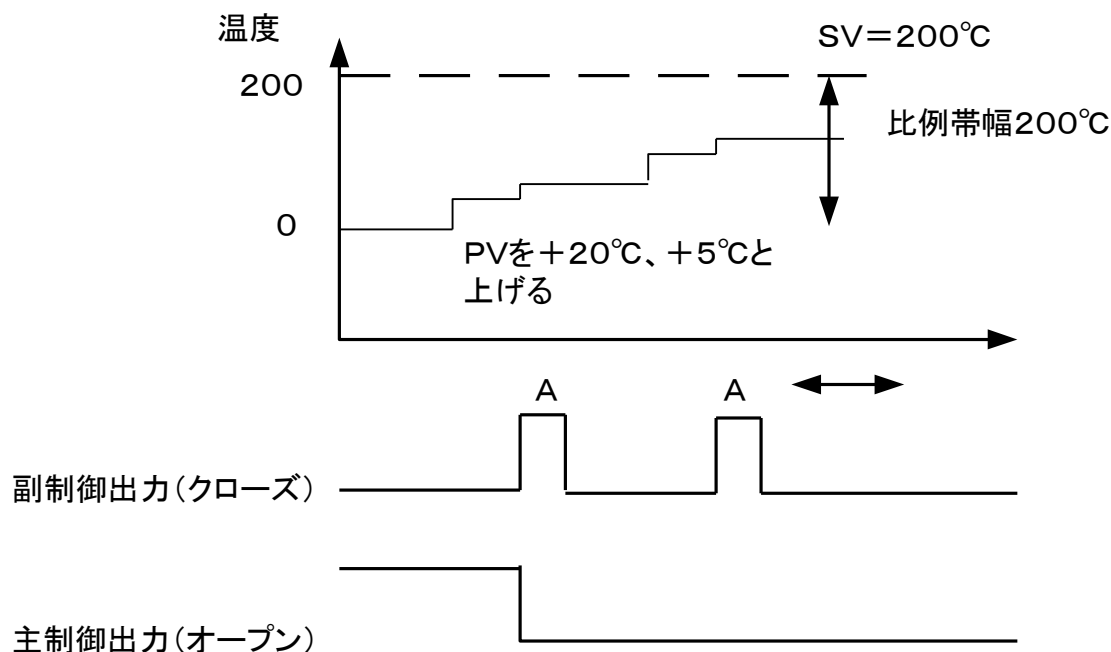 温度
SV＝200℃
200
比例帯幅200℃
0
PVを＋20℃、＋5℃と
上げる
A
A
副制御出力（クローズ）
主制御出力（オープン）